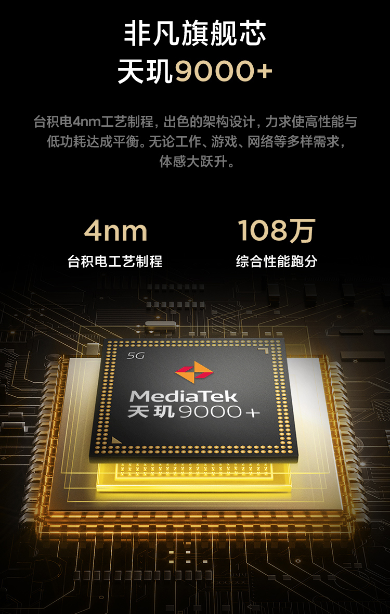 非凡旗舰芯
天玑9000+
台积电4nm工艺制程，出色的架构设计，力求使高性能与
低功耗达成平衡。无论工作、游戏、网络等多样需求，
体感大跃升。
4nm 108万
台积电工艺制程 综合性能跑分
5G
MediaTek
天玑9000+